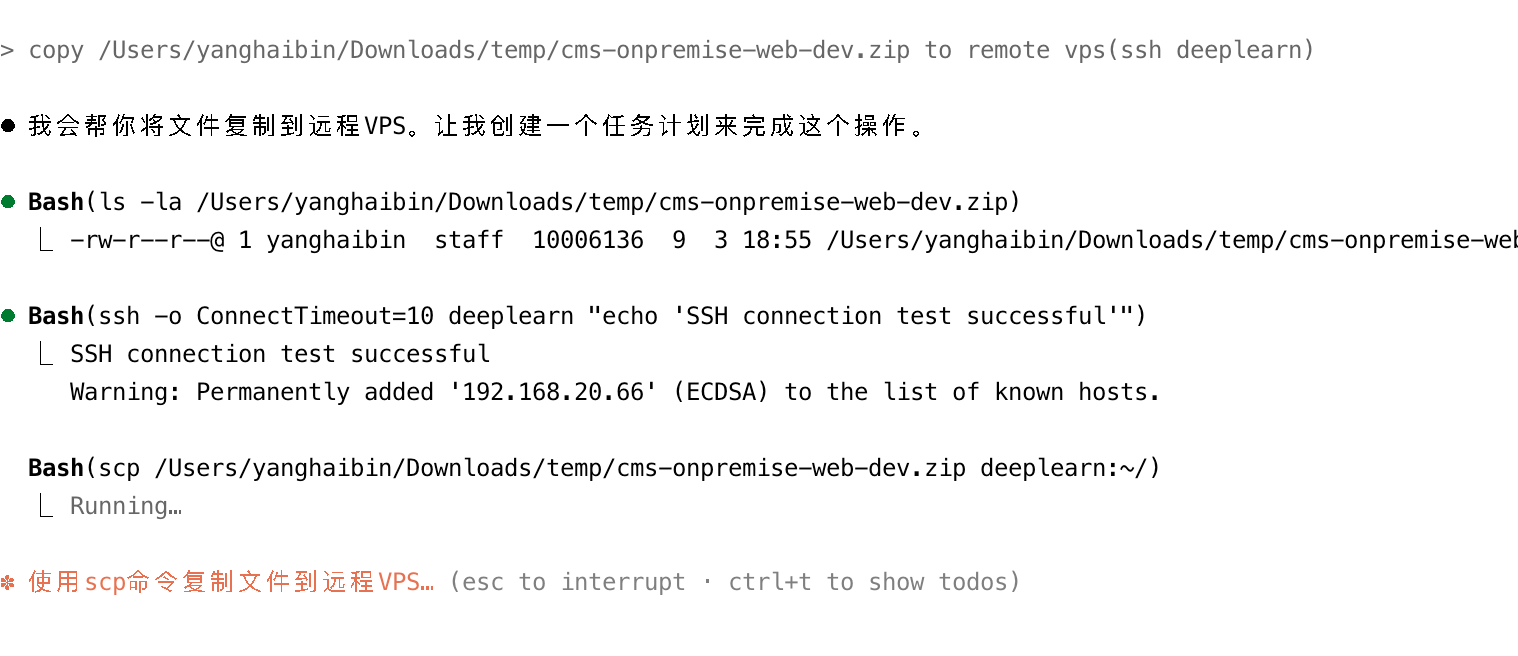 > copy /Users/yanghaibin/Downloads/temp/cms-onpremise-web-dev.zip to remote vps(ssh deeplearn)
● 我会帮你将文件复制到远程VPS。让我创建一个任务计划来完成这个操作。
● Bash(ls -la /Users/yanghaibin/Downloads/temp/cms-onpremise-web-dev.zip)
⎿ -rw-r--r--@ 1 yanghaibin  staff  10006136  9  3 18:55 /Users/yanghaibin/Downloads/temp/cms-onpremise-web
● Bash(ssh -o ConnectTimeout=10 deeplearn "echo 'SSH connection test successful'")
⎿ SSH connection test successful
Warning: Permanently added '192.168.20.66' (ECDSA) to the list of known hosts.
Bash(scp /Users/yanghaibin/Downloads/temp/cms-onpremise-web-dev.zip deeplearn:~/)
⎿ Running…
✽ 使用scp命令复制文件到远程VPS… (esc to interrupt · ctrl+t to show todos)